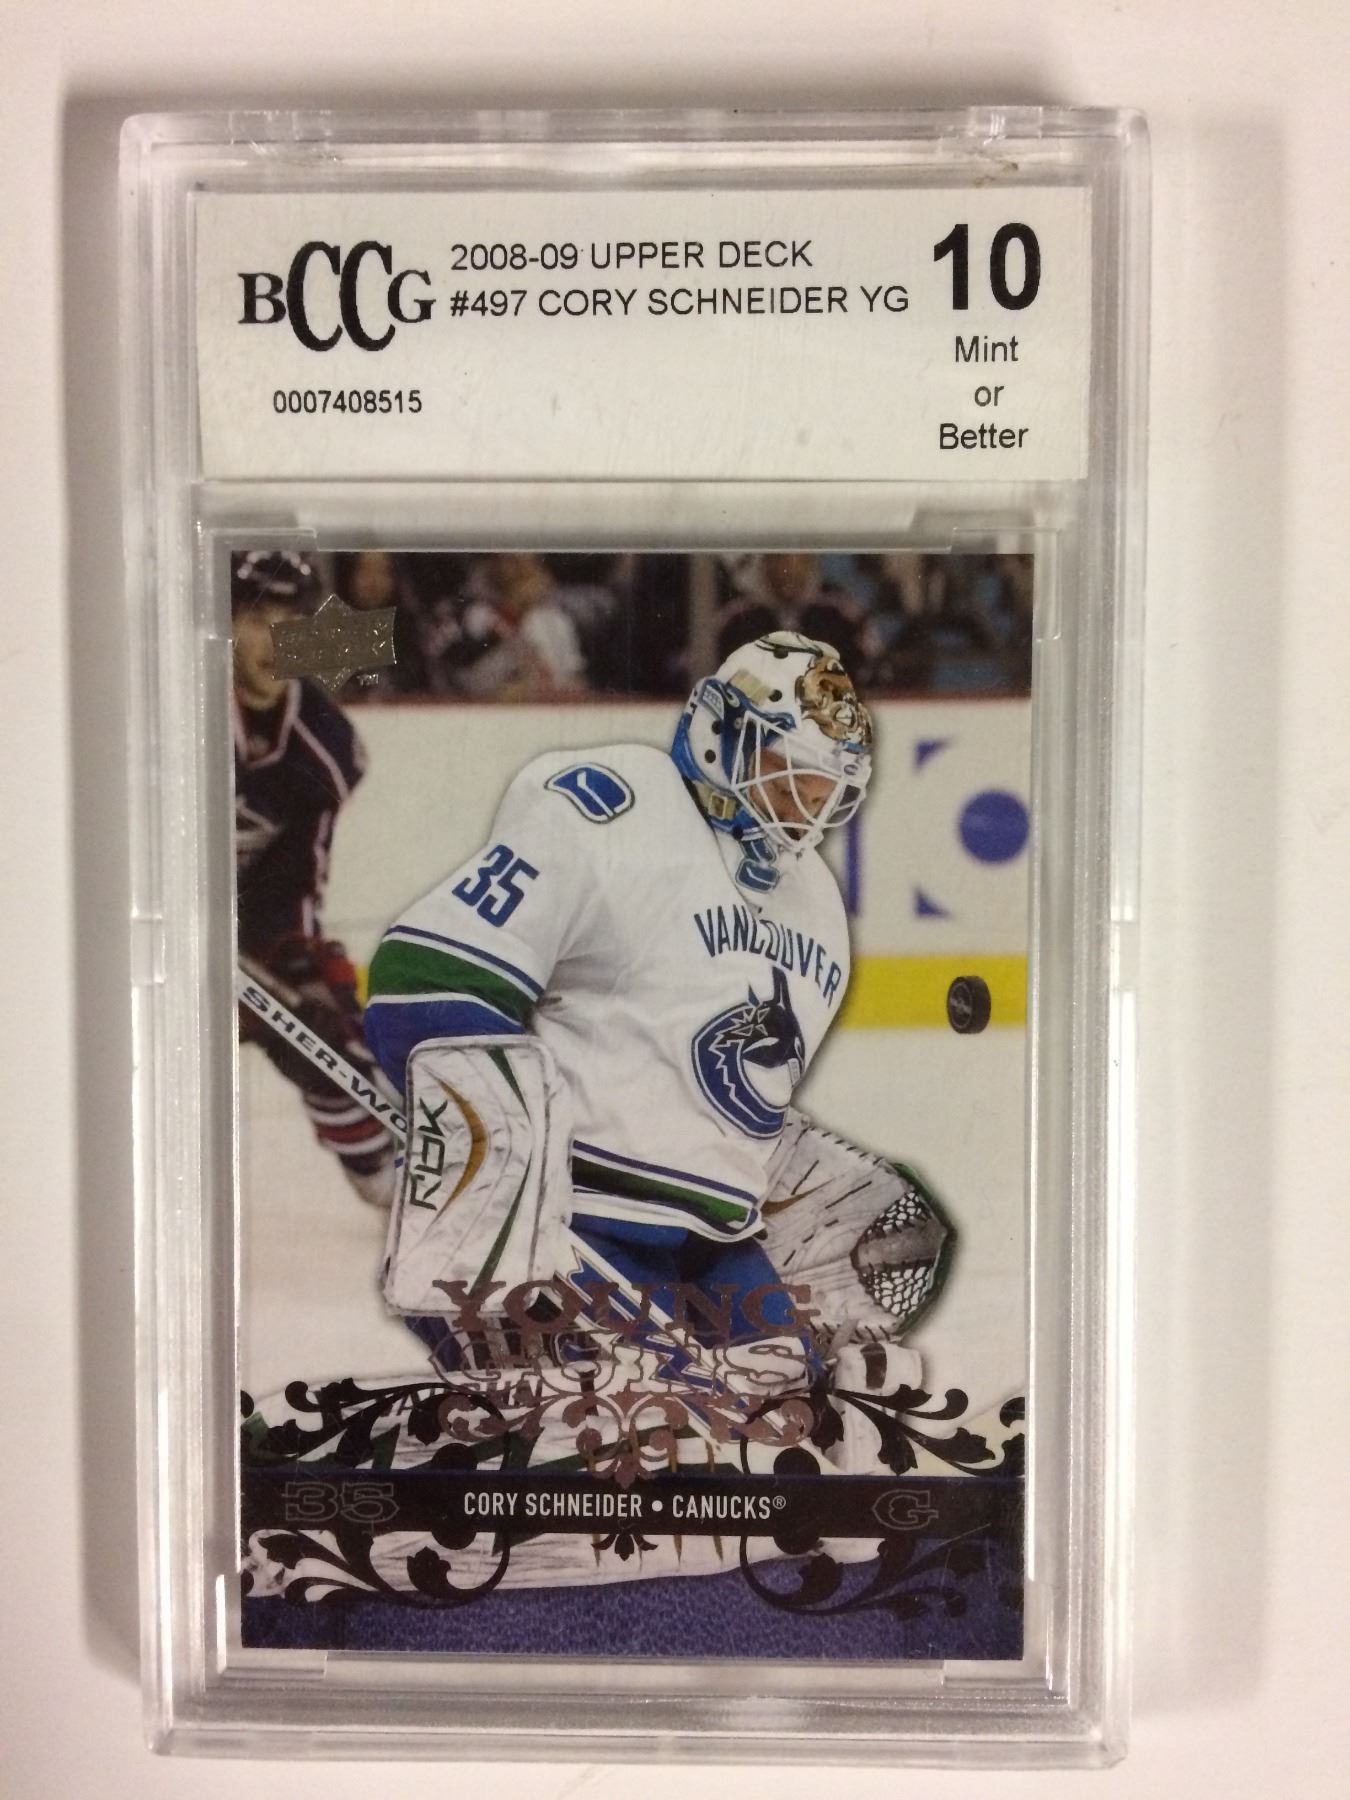 BCCG
2008-09 UPPER DECK
#497 CORY SCHNEIDER YG
10
Mint
or
Better
0007408515
35
VANCOUVER
SHER-WO
RBK
YOUNG
GUNS
35
CORY SCHNEIDER • CANUCKS®
G